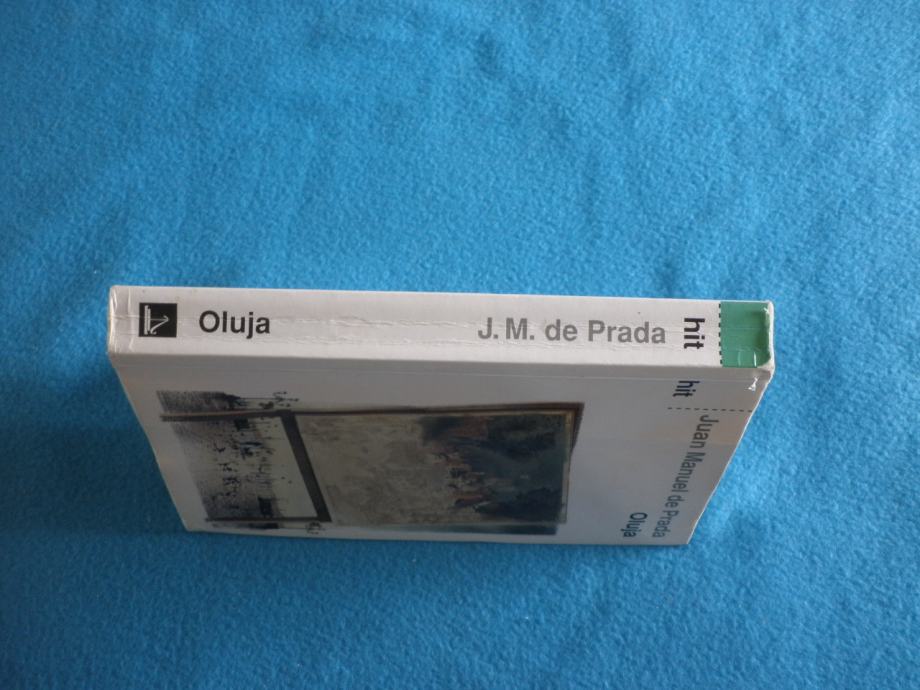 Oluja
J. M. de Prada
hit
hit
Juan Manuel de Prada
Oluja